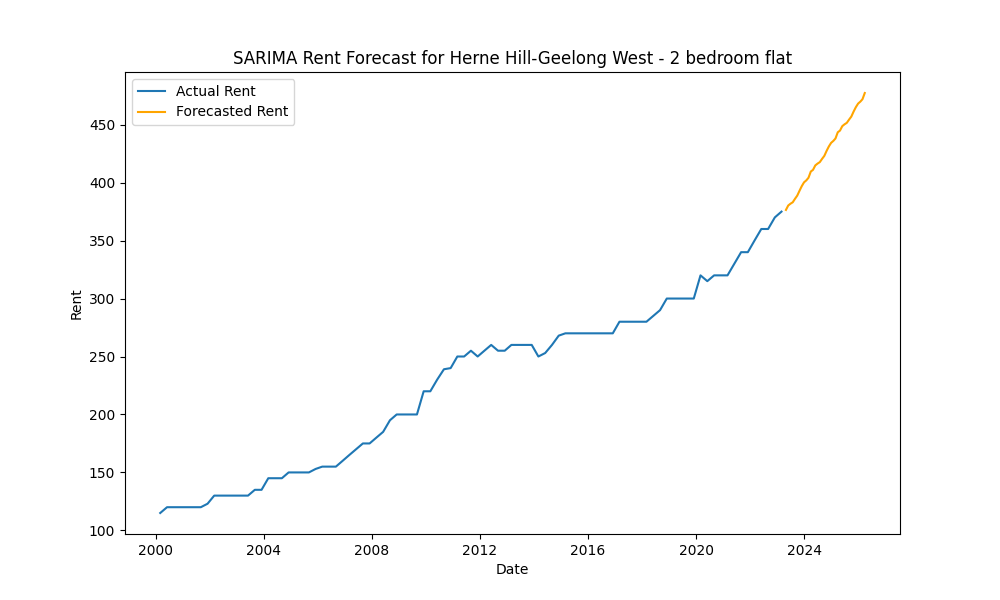 SARIMA Rent Forecast for Herne Hill-Geelong West - 2 bedroom flat
Actual Rent
Forecasted Rent
450
400
350
300
250
200
150
100
Rent
2000 2004 2008 2012 2016 2020 2024
Date